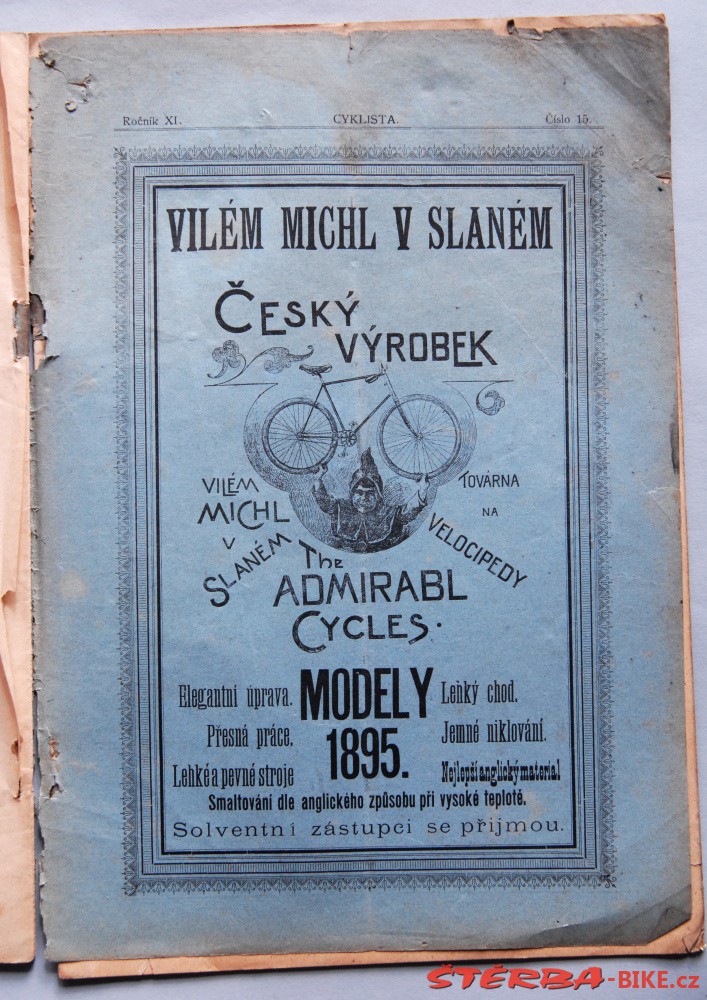 Ročník XI. CYKLISTA. Číslo 15.
VILÉM MICHL V SLANÉM
ČESKÝ
VÝROBEK
VILÉM
MICHL
V
SLANÉM
TOVÁRNA
NA
VELOCIPEDY
The
ADMIRABL
CYCLES.
Elegantní úprava.
Přesná práce.
Lehké a pevné stroje
MODELY
1895.
Lehký chod.
Jemné niklování.
Nejlepší anglický material
Smaltování dle anglického způsobu při vysoké teplotě.
Solventní zástupci se přijmou.
ŠTĚRBA-BIKE.cz